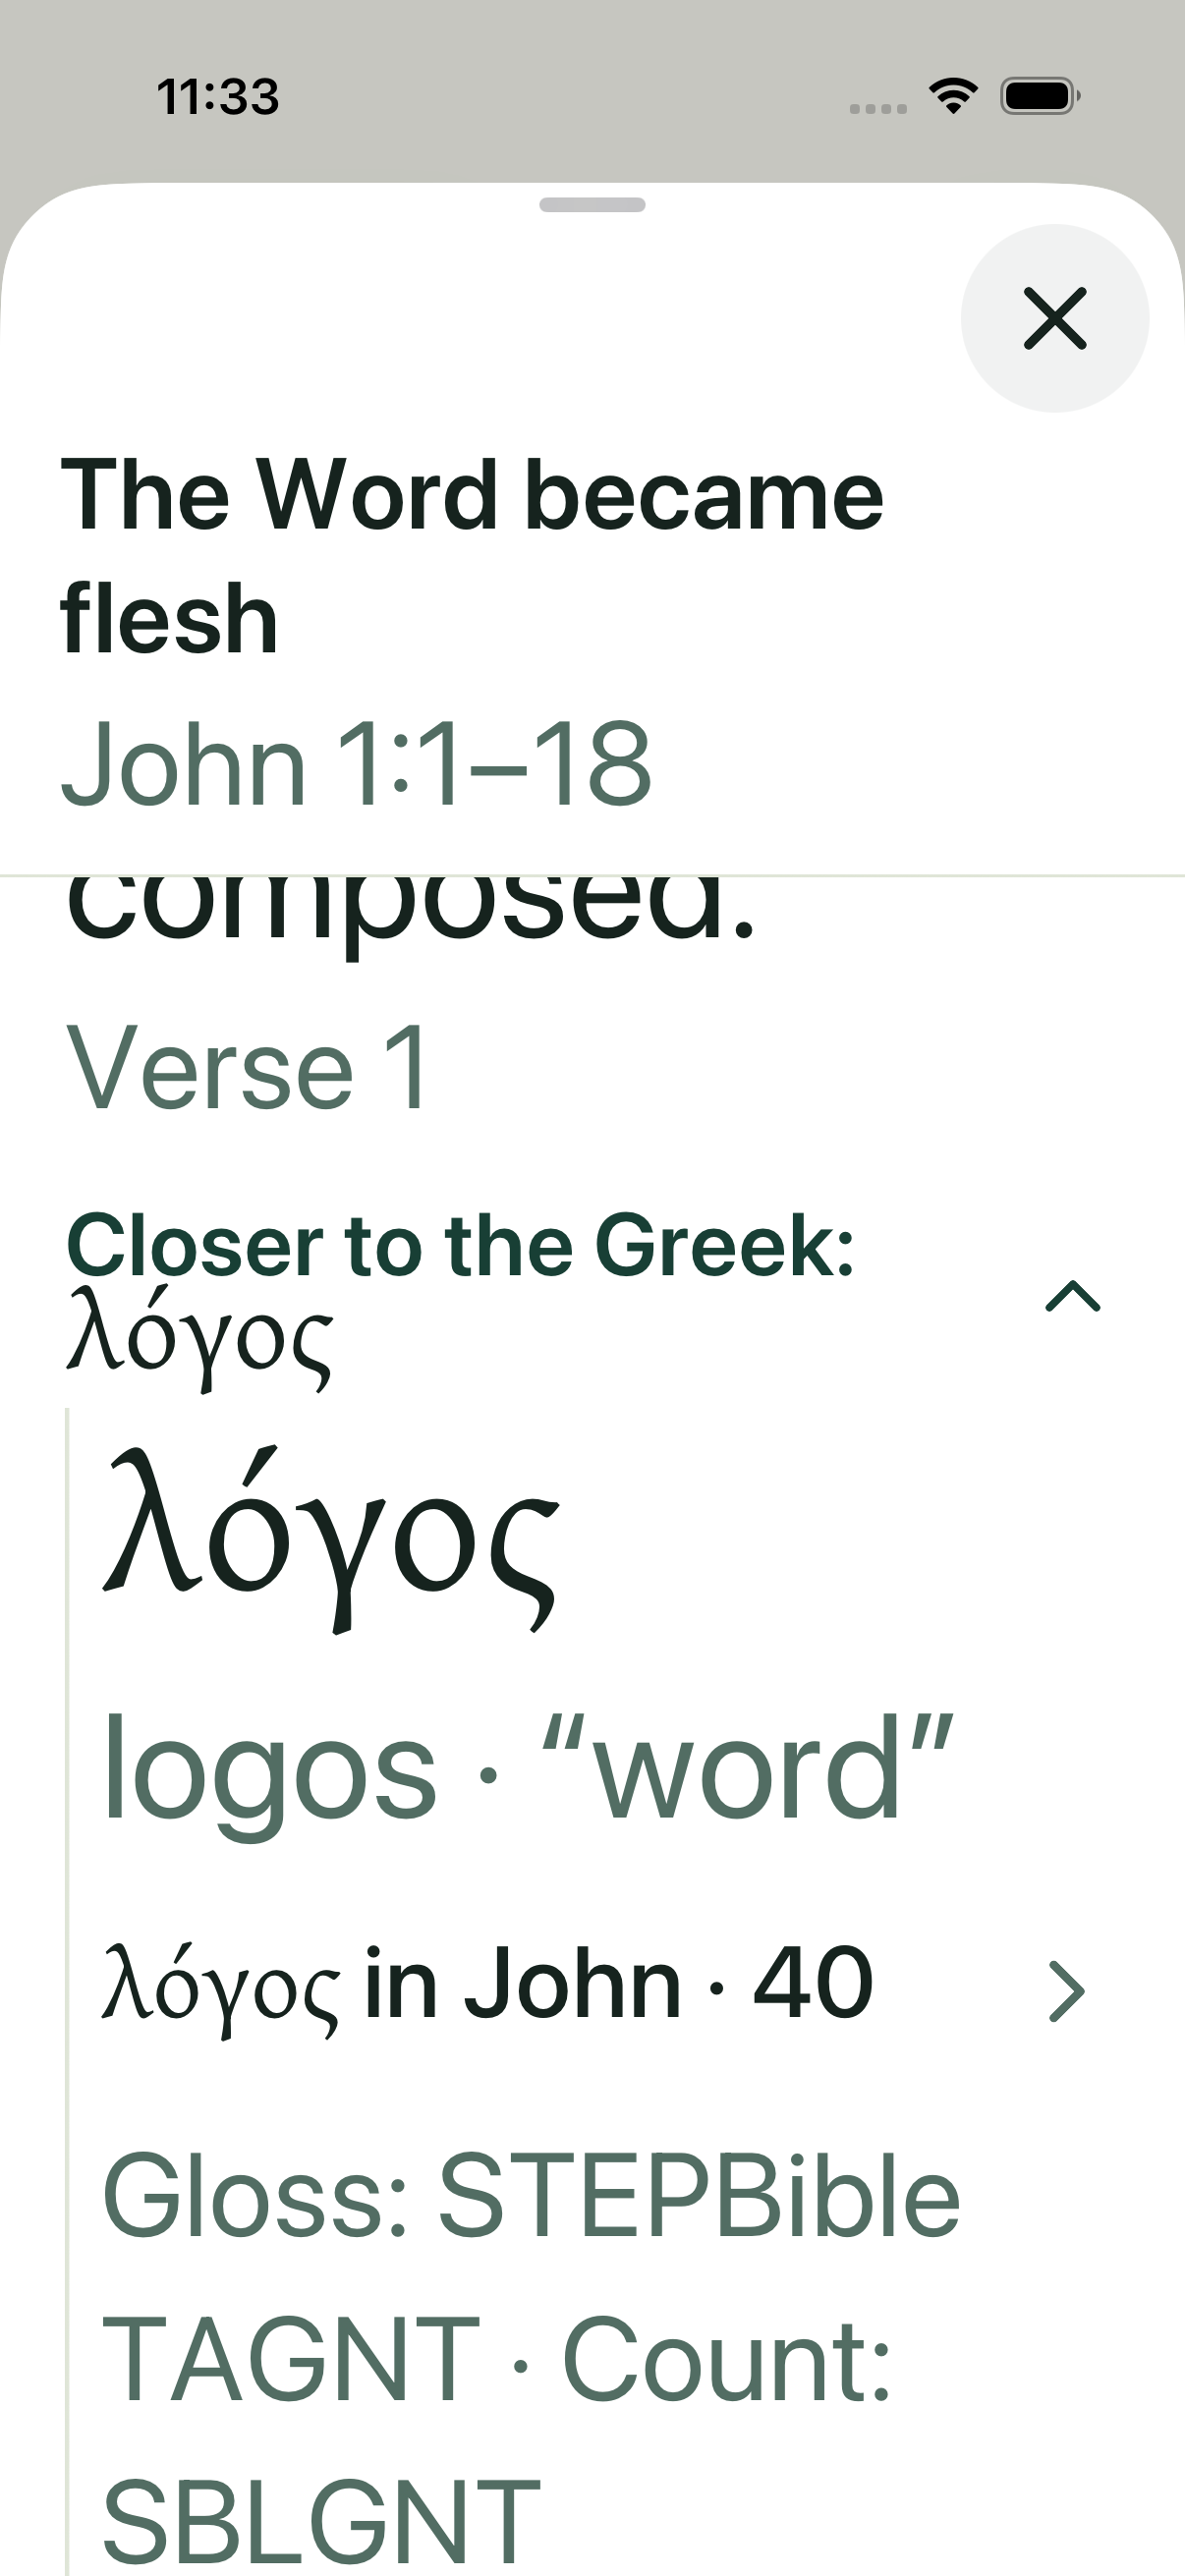 11:33
The Word became
flesh
John 1:1–18
composed.
Verse 1
Closer to the Greek:
λόγος
λόγος
logos · “word”
λόγος in John · 40
Gloss: STEPBible
TAGNT · Count:
SBLGNT